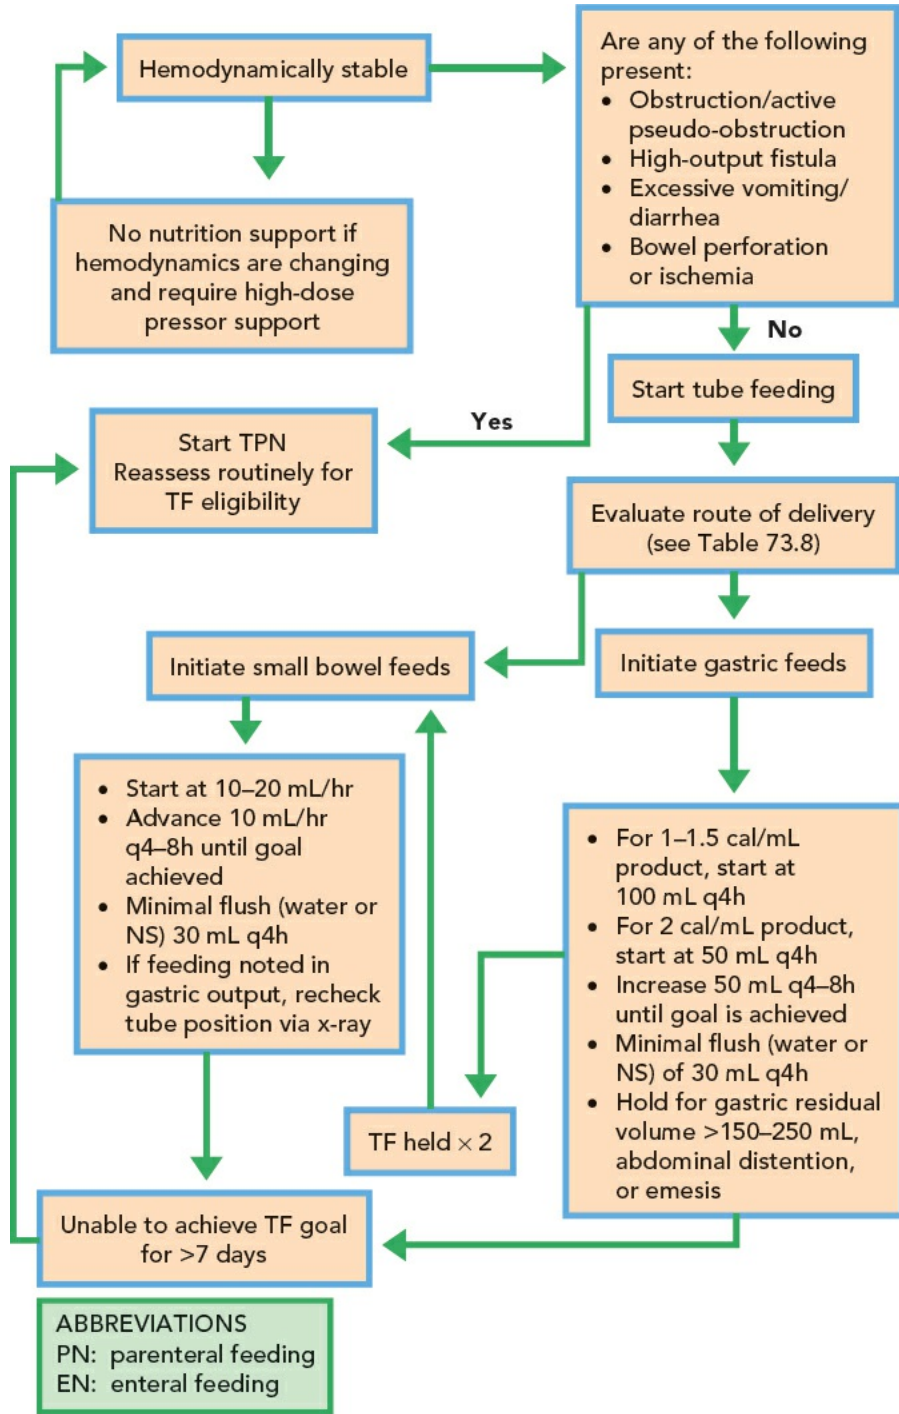 Hemodynamically stable
Are any of the following
present:
• Obstruction/active
pseudo-obstruction
• High-output fistula
• Excessive vomiting/
diarrhea
• Bowel perforation
or ischemia
No nutrition support if
hemodynamics are changing
and require high-dose
pressor support
No
Start tube feeding
Yes
Start TPN
Reassess routinely for
TF eligibility
Evaluate route of delivery
(see Table 73.8)
Initiate small bowel feeds
Initiate gastric feeds
• Start at 10–20 mL/hr
• Advance 10 mL/hr
q4–8h until goal
achieved
• Minimal flush (water or
NS) 30 mL q4h
• If feeding noted in
gastric output, recheck
tube position via x-ray
• For 1–1.5 cal/mL
product, start at
100 mL q4h
• For 2 cal/mL product,
start at 50 mL q4h
• Increase 50 mL q4–8h
until goal is achieved
• Minimal flush (water or
NS) of 30 mL q4h
• Hold for gastric residual
volume >150–250 mL,
abdominal distention,
or emesis
TF held × 2
Unable to achieve TF goal
for >7 days
ABBREVIATIONS
PN: parenteral feeding
EN: enteral feeding